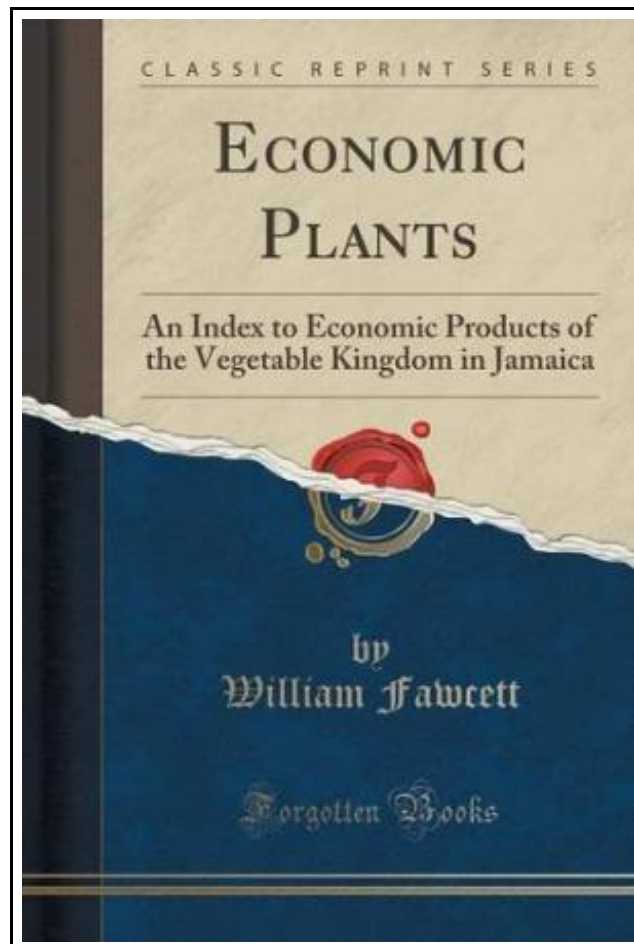 CLASSIC REPRINT SERIES
ECONOMIC
PLANTS
An Index to Economic Products of
the Vegetable Kingdom in Jamaica
F
by
William Fawcett
Forgotten Books